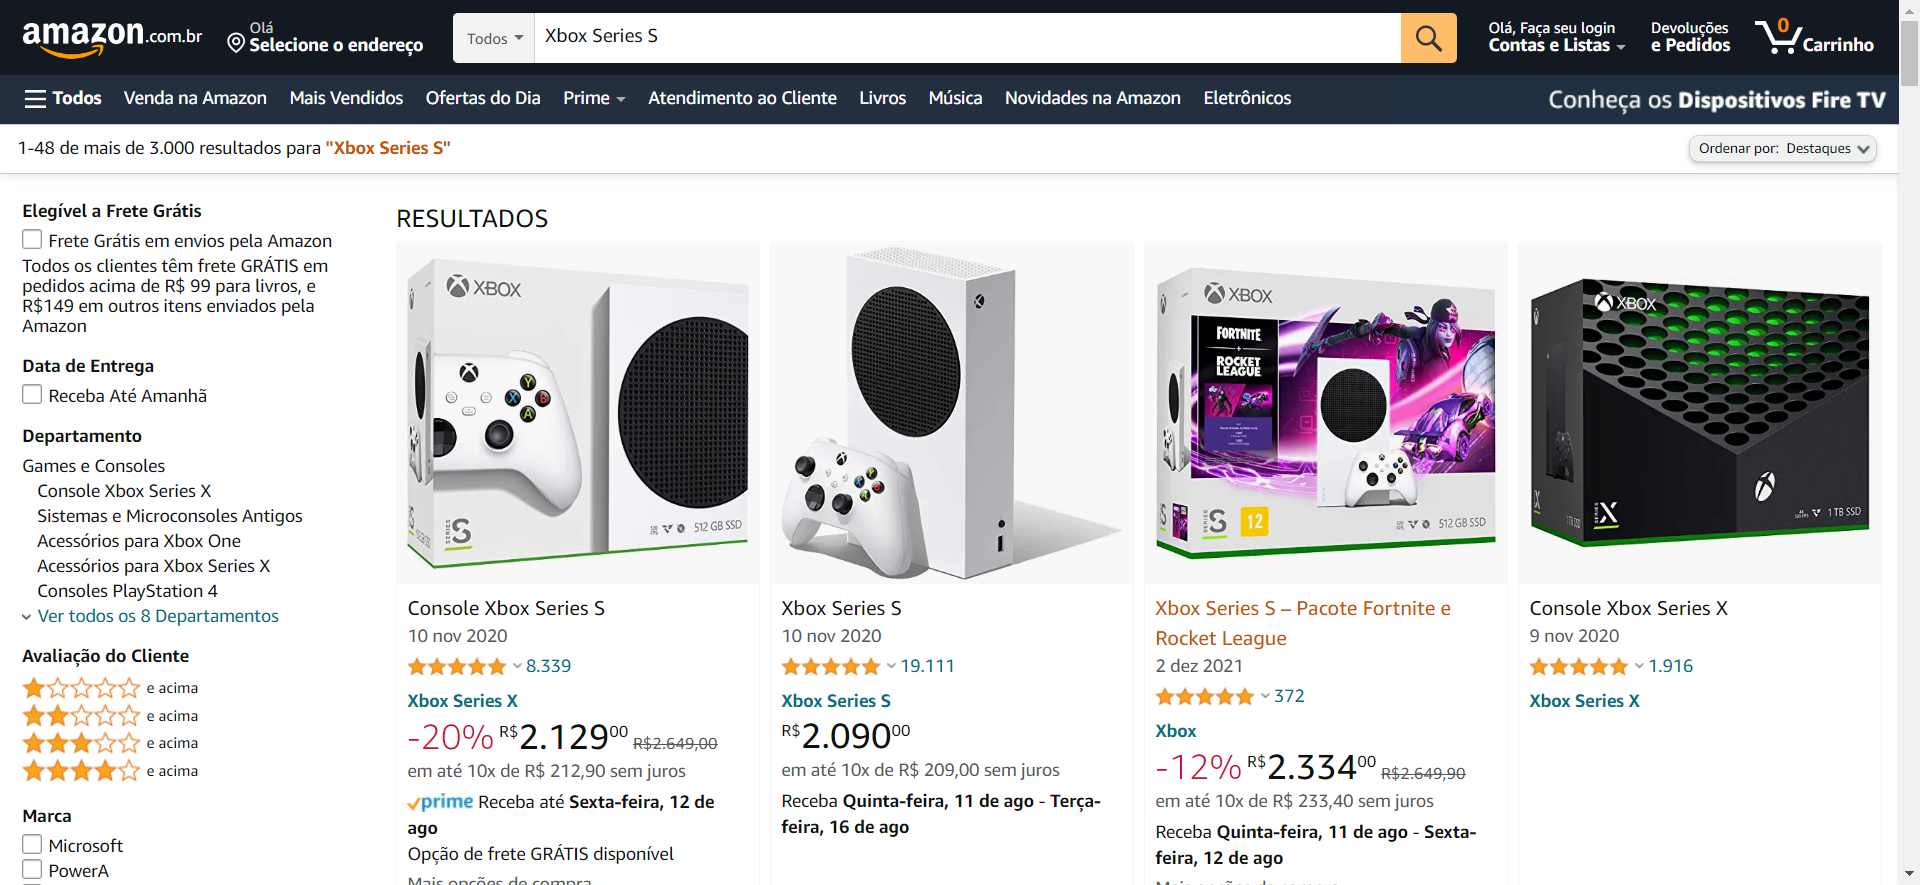 amazon.com.br
Olá
Selecione o endereço
Todos
Xbox Series S
Olá, Faça seu login
Contas e Listas
Devoluções
e Pedidos
0
Carrinho
Todos
Venda na Amazon
Mais Vendidos
Ofertas do Dia
Prime
Atendimento ao Cliente
Livros
Música
Novidades na Amazon
Eletrônicos
Conheça os Dispositivos Fire TV
1-48 de mais de 3.000 resultados para "Xbox Series S"
Ordenar por: Destaques
Elegível a Frete Grátis
Frete Grátis em envios pela Amazon
Todos os clientes têm frete GRÁTIS em
pedidos acima de R$ 99 para livros, e
R$149 em outros itens enviados pela
Amazon
Data de Entrega
Receba Até Amanhã
Departamento
Games e Consoles
Console Xbox Series X
Sistemas e Microconsoles Antigos
Acessórios para Xbox One
Acessórios para Xbox Series X
Consoles PlayStation 4
Ver todos os 8 Departamentos
Avaliação do Cliente
e acima
e acima
e acima
e acima
Marca
Microsoft
PowerA
RESULTADOS
XBOX
Y
X
B
A
SERIES
S
512 GB SSD
Console Xbox Series S
10 nov 2020
8.339
Xbox Series X
-20% R$2.12900 R$2.649,00
em até 10x de R$ 212,90 sem juros
prime Receba até Sexta-feira, 12 de
ago
Opção de frete GRÁTIS disponível
Mais opções de compra
Xbox Series S
10 nov 2020
19.111
Xbox Series S
R$2.09000
em até 10x de R$ 209,00 sem juros
Receba Quinta-feira, 11 de ago - Terça-
feira, 16 de ago
XBOX
FORTNITE
+
ROCKET
LEAGUE
SERIES
S
12
512 GB SSD
Xbox Series S – Pacote Fortnite e
Rocket League
2 dez 2021
372
Xbox
-12% R$2.33400 R$2.649,90
em até 10x de R$ 233,40 sem juros
Receba Quinta-feira, 11 de ago - Sexta-
feira, 12 de ago
XBOX
SERIES
X
1 TB SSD
Console Xbox Series X
9 nov 2020
1.916
Xbox Series X